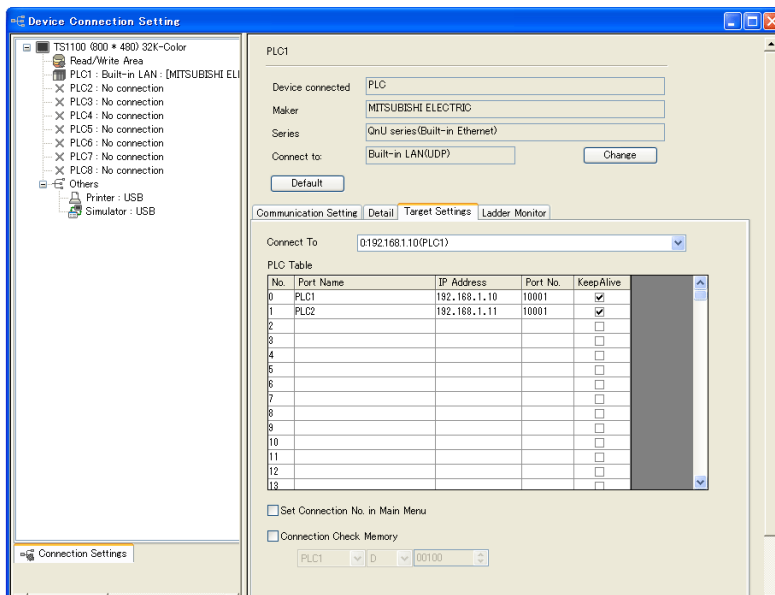 Device Connection Setting
TS1100 (800 * 480) 32K-Color
Read/Write Area
PLC1 : Built-in LAN : [MITSUBISHI ELI
PLC2 : No connection
PLC3 : No connection
PLC4 : No connection
PLC5 : No connection
PLC6 : No connection
PLC7 : No connection
PLC8 : No connection
Others
Printer : USB
Simulator : USB
Connection Settings
PLC1
Device connected PLC
Maker MITSUBISHI ELECTRIC
Series QnU series(Built-in Ethernet)
Connect to: Built-in LAN(UDP) Change
Default
Communication Setting Detail Target Settings Ladder Monitor
Connect To 0:192.168.1.10(PLC1)
PLC Table
No. Port Name IP Address Port No. KeepAlive
0 PLC1 192.168.1.10 10001
1 PLC2 192.168.1.11 10001
2
3
4
5
6
7
8
9
10
11
12
13
Set Connection No. in Main Menu
Connection Check Memory
PLC1 D 00100